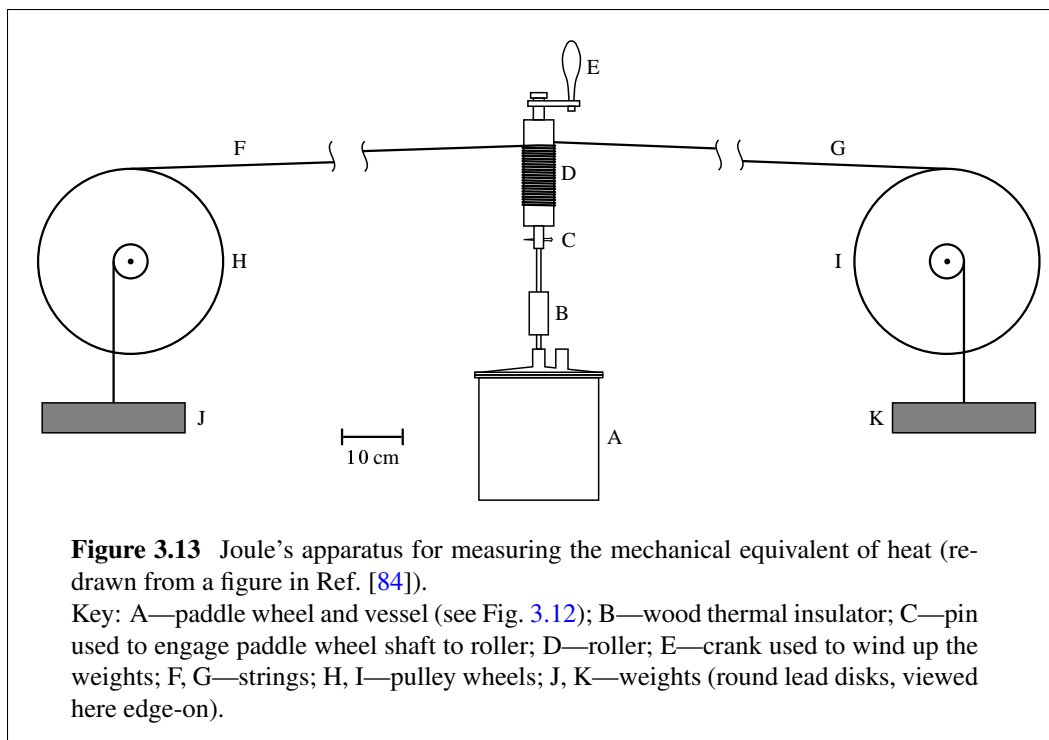 E
F
G
D
C
H
I
B
J
K
A
10 cm
Figure 3.13 Joule's apparatus for measuring the mechanical equivalent of heat (re-
drawn from a figure in Ref. [84]).
Key: A—paddle wheel and vessel (see Fig. 3.12); B—wood thermal insulator; C—pin
used to engage paddle wheel shaft to roller; D—roller; E—crank used to wind up the
weights; F, G—strings; H, I—pulley wheels; J, K—weights (round lead disks, viewed
here edge-on).